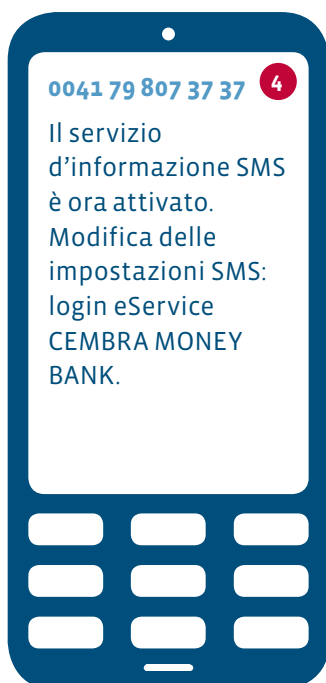 0041 79 807 37 37 4
Il servizio
d’informazione SMS
è ora attivato.
Modifica delle
impostazioni SMS:
login eService
CEMBRA MONEY
BANK.